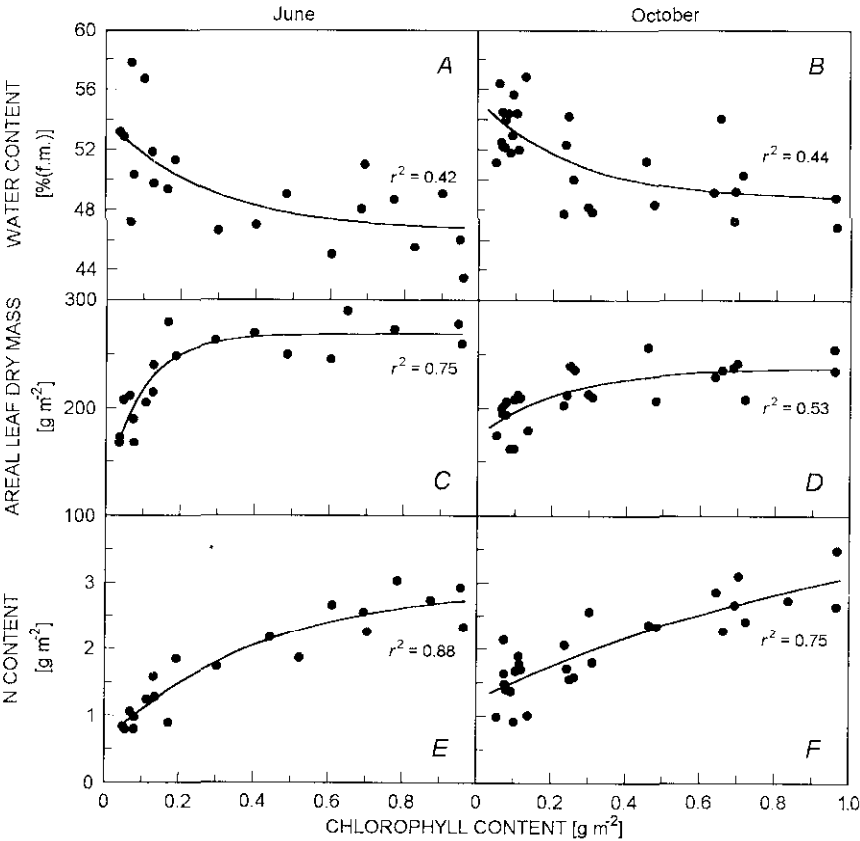 June
October
60
56
52
48
44
WATER CONTENT
[%(f.m.)]
A
r² = 0.42
B
r² = 0.44
300
200
100
AREAL LEAF DRY MASS
[g m⁻²]
r² = 0.75
C
r² = 0.53
D
3
2
1
0
N CONTENT
[g m⁻²]
r² = 0.88
E
r² = 0.75
F
0 0.2 0.4 0.6 0.8 0 0.2 0.4 0.6 0.8 1.0
CHLOROPHYLL CONTENT [g m⁻²]